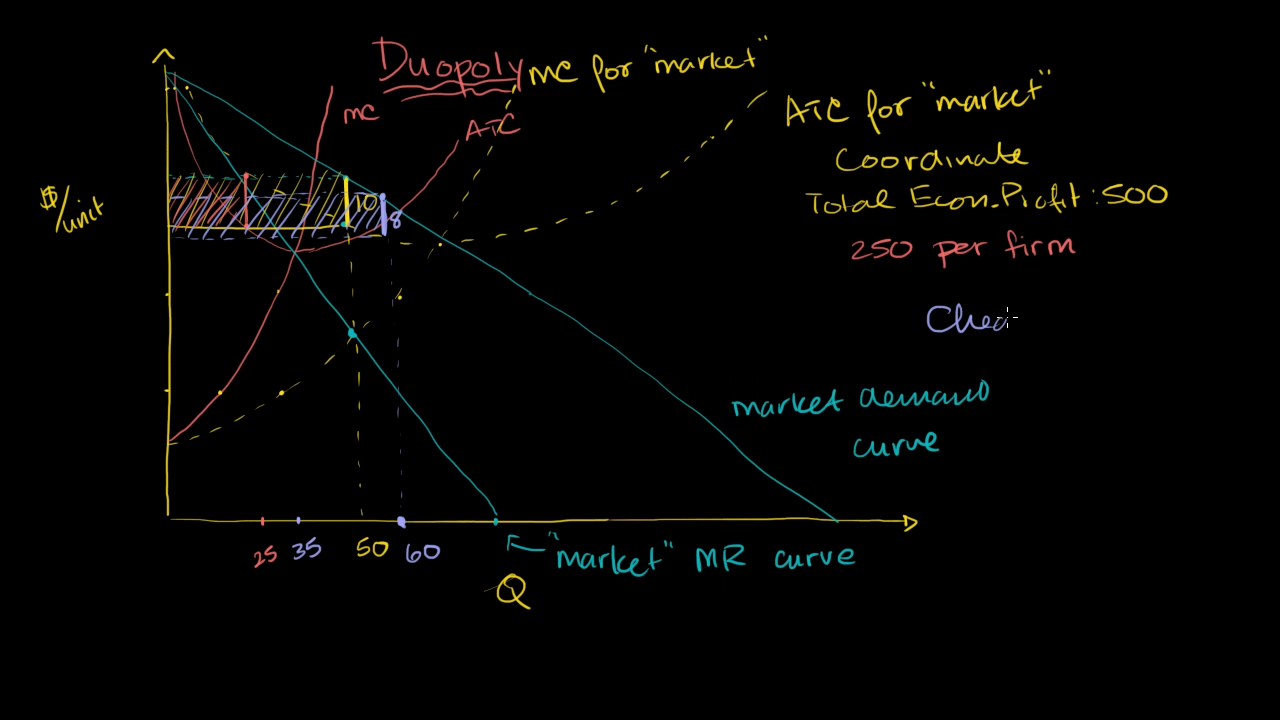 Duopoly
MC for "market"
MC
ATC
ATC for "market"
Coordinate
Total Econ. Profit: 500
250 per firm
$/unit
10
8
Chea
market demand
curve
25 35 50 60
"market" MR curve
Q